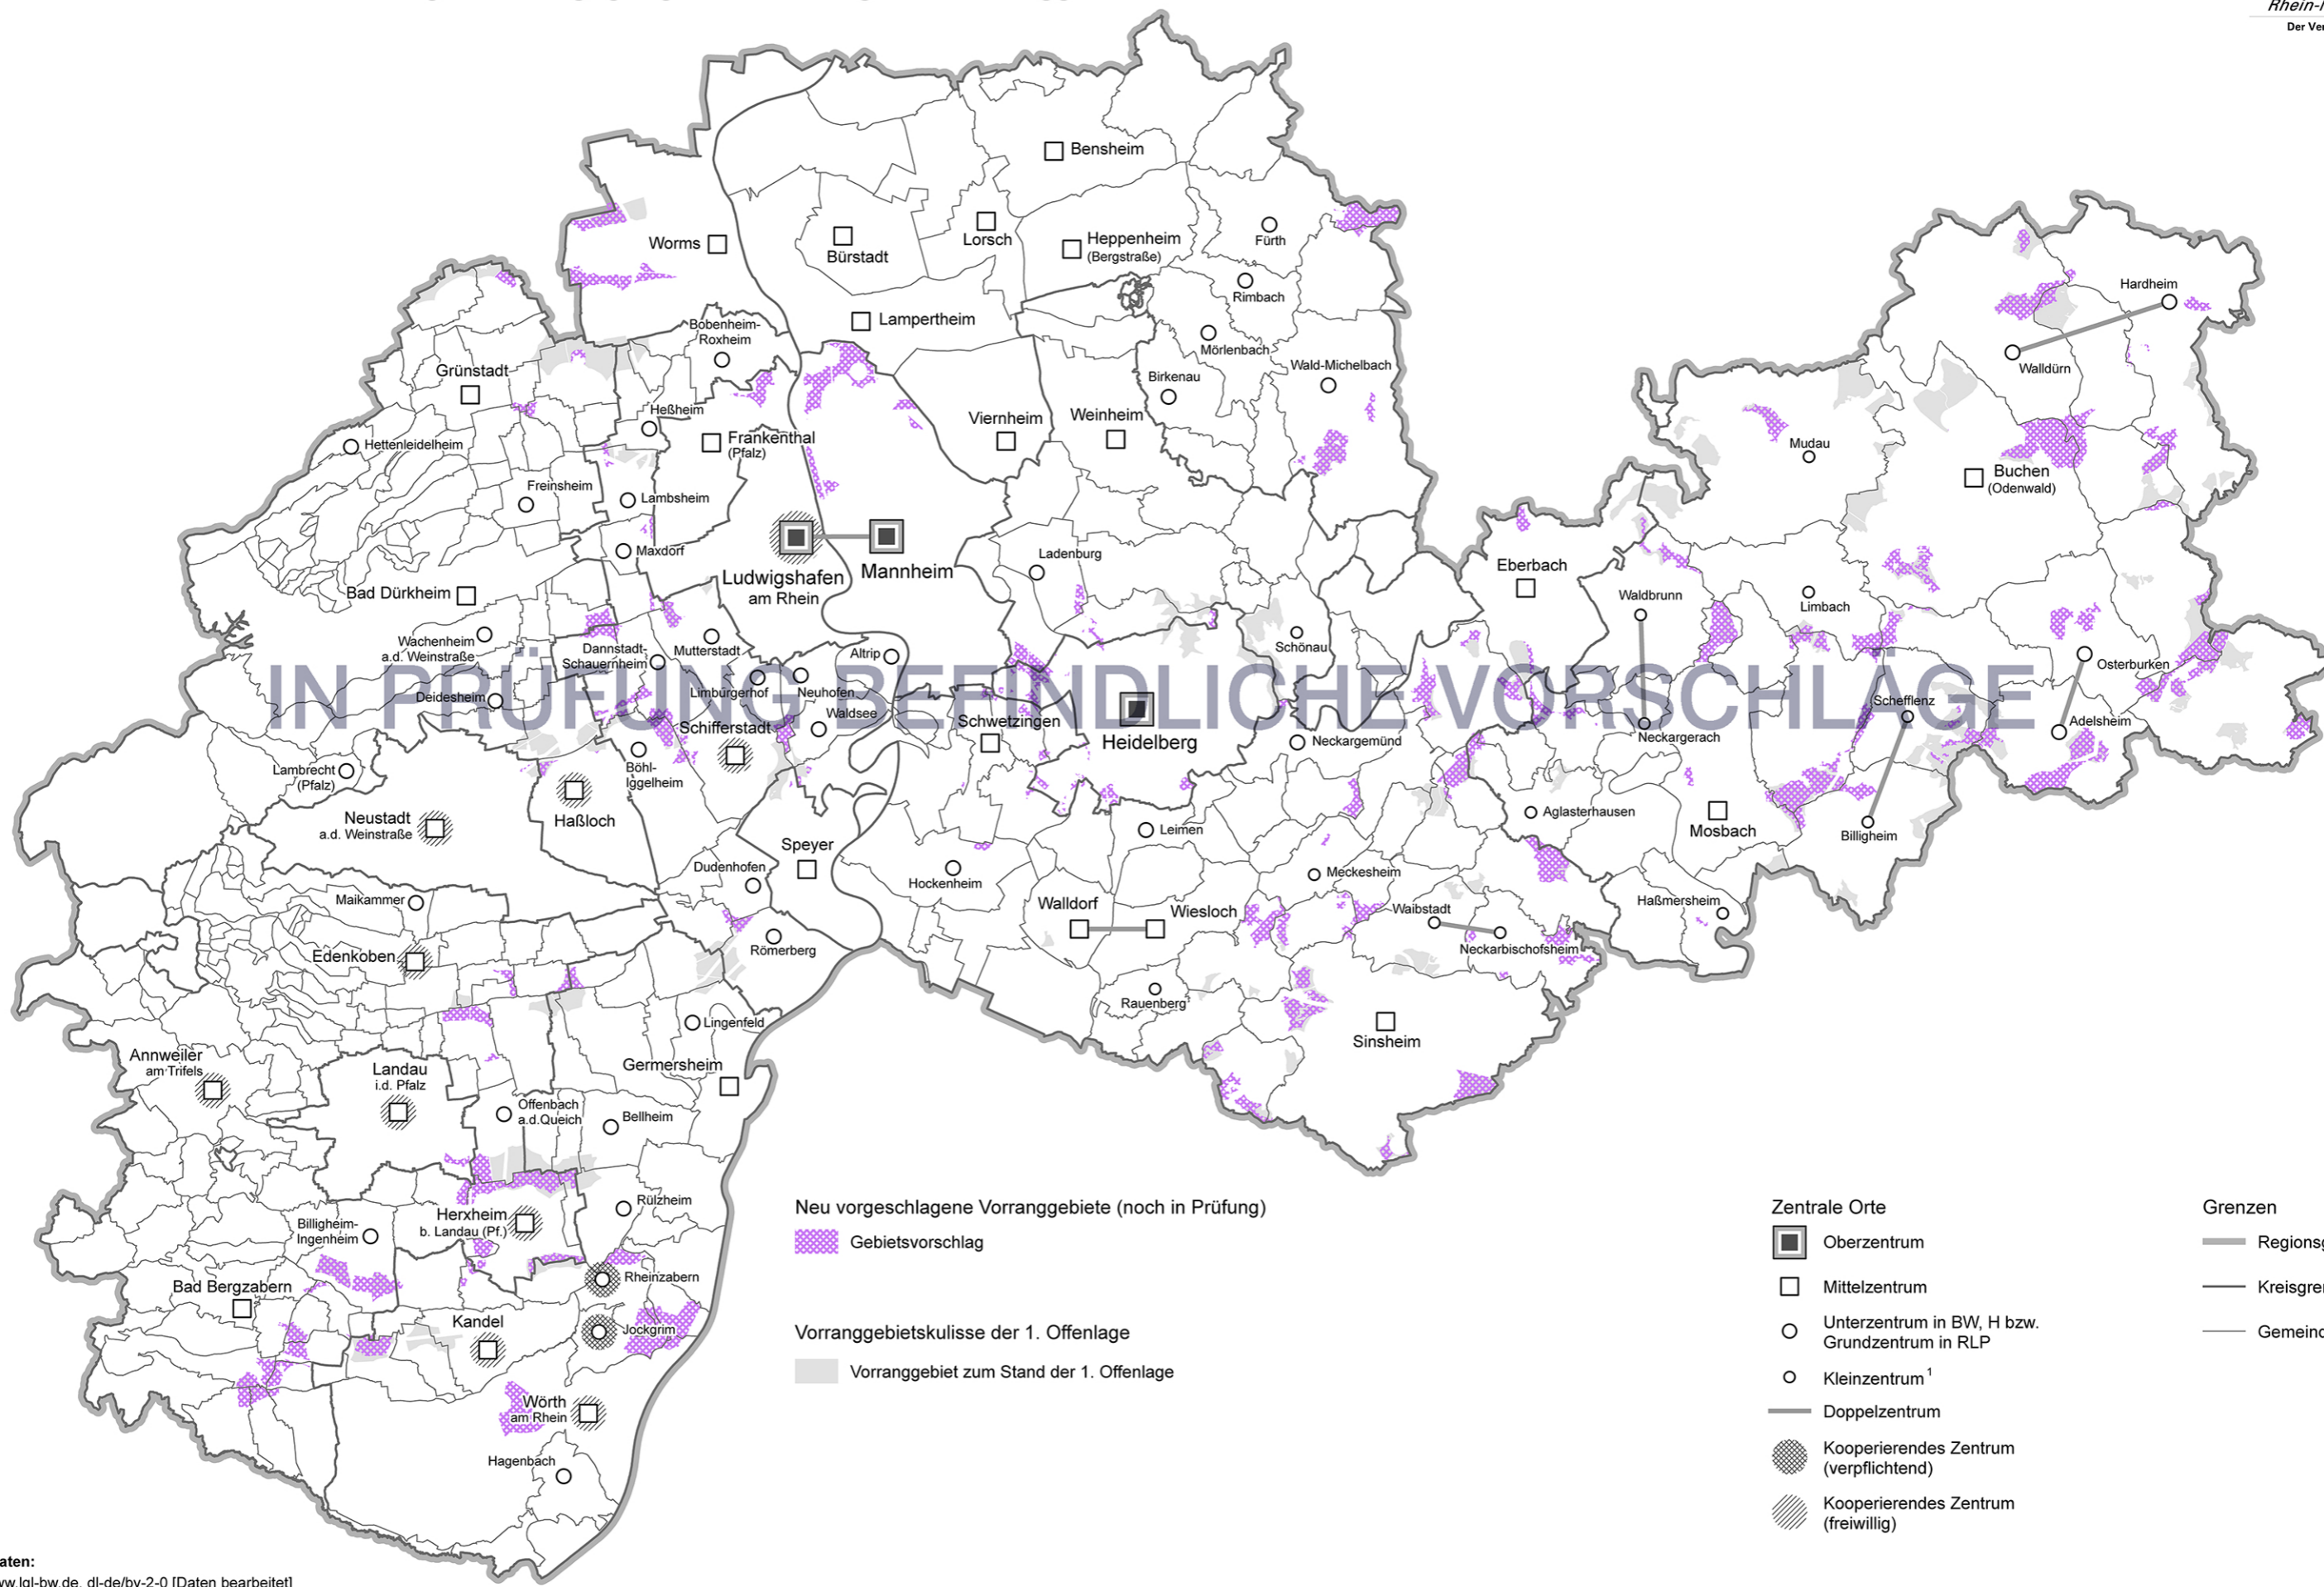 Der
Bensheim
Worms
Bürstadt
Lorsch
Heppenheim
(Bergstraße)
Fürth
Rimbach
Hardheim
Lampertheim
Bobenheim-
Roxheim
Mörlenbach
Wald-Michelbach
Walldürn
Grünstadt
Birkenau
Heßheim
Viernheim
Weinheim
Hettenleidelheim
Frankenthal
(Pfalz)
Mudau
Buchen
(Odenwald)
Freinsheim
Lambsheim
Maxdorf
Ladenburg
Ludwigshafen
am Rhein
Mannheim
Eberbach
Bad Dürkheim
Waldbrunn
Limbach
Wachenheim
a.d. Weinstraße
Dannstadt-
Schauernheim
Mutterstadt
Altrip
Schönau
Osterburken
IN PRÜFUNG BEFINDLICHE VORSCHLÄGE
Deidesheim
Limburgerhof
Neuhofen
Waldsee
Schifferstadt
Schwetzingen
Heidelberg
Neckargemünd
Neckargerach
Schefflenz
Adelsheim
Lambrecht
(Pfalz)
Böhl-
Iggelheim
Neustadt
a.d. Weinstraße
Haßloch
Aglasterhausen
Mosbach
Billigheim
Speyer
Leimen
Dudenhofen
Hockenheim
Meckesheim
Maikammer
Walldorf
Wiesloch
Waibstadt
Haßmersheim
Edenkoben
Römerberg
Neckarbischofsheim
Rauenberg
Lingenfeld
Sinsheim
Annweiler
am Trifels
Landau
i.d. Pfalz
Germersheim
Offenbach
a.d.Queich
Bellheim
Rülzheim
Herxheim
b. Landau (Pf.)
Billigheim-
Ingenheim
Rheinzabern
Bad Bergzabern
Kandel
Jockgrim
Wörth
am Rhein
Hagenbach
Neu vorgeschlagene Vorranggebiete (noch in Prüfung)
Gebietsvorschlag
Vorranggebietskulisse der 1. Offenlage
Vorranggebiet zum Stand der 1. Offenlage
Zentrale Orte
Oberzentrum
Mittelzentrum
Unterzentrum in BW, H bzw.
Grundzentrum in RLP
Kleinzentrum¹
Doppelzentrum
Kooperierendes Zentrum
(verpflichtend)
Kooperierendes Zentrum
(freiwillig)
Grenzen
aten:
ww.lgl-bw.de, dl-de/by-2-0 [Daten bearbeitet]